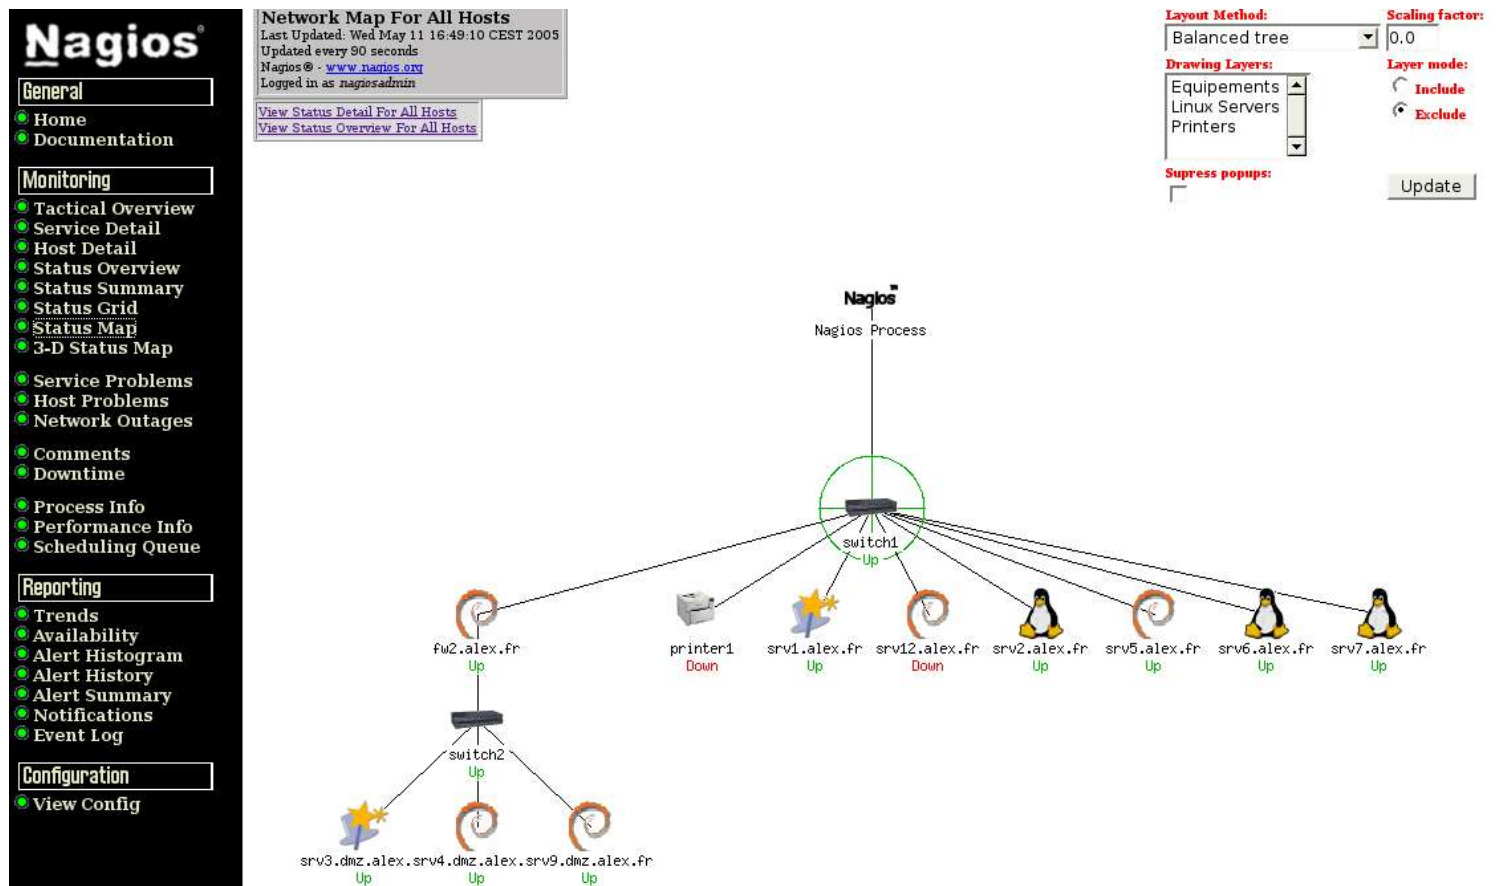 Nagios®
General
Home
Documentation
Monitoring
Tactical Overview
Service Detail
Host Detail
Status Overview
Status Summary
Status Grid
Status Map
3-D Status Map
Service Problems
Host Problems
Network Outages
Comments
Downtime
Process Info
Performance Info
Scheduling Queue
Reporting
Trends
Availability
Alert Histogram
Alert History
Alert Summary
Notifications
Event Log
Configuration
View Config
Network Map For All Hosts
Last Updated: Wed May 11 16:49:10 CEST 2005
Updated every 90 seconds
Nagios® - www.nagios.org
Logged in as nagiosadmin
View Status Detail For All Hosts
View Status Overview For All Hosts
Layout Method: Scaling factor:
Balanced tree 0.0
Drawing Layers: Layer mode:
Equipements Include
Linux Servers Exclude
Printers
Supress popups:
Update
Nagios™
Nagios Process
switch1
Up
fw2.alex.fr printer1 srv1.alex.fr srv12.alex.fr srv2.alex.fr srv5.alex.fr srv6.alex.fr srv7.alex.fr
Up Down Up Down Up Up Up Up
switch2
Up
srv3.dmz.alex.srv4.dmz.alex.srv9.dmz.alex.fr
Up Up Up